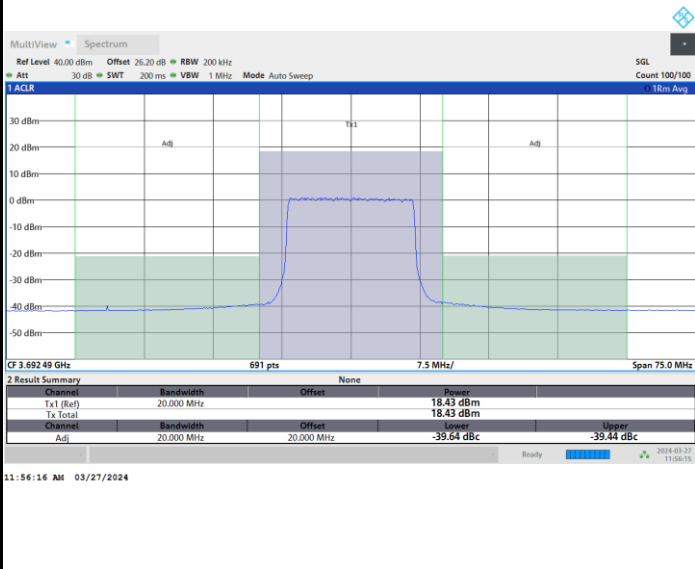 MultiView Spectrum
Ref Level 40.00 dBm Offset 26.20 dB RBW 200 kHz SGL
Att 30 dB SWT 200 ms VBW 1 MHz Mode Auto Sweep Count 100/100
1 ACLR 1Rm Avg
30 dBm
Tx1
20 dBm
Adj Adj
10 dBm
0 dBm
-10 dBm
-20 dBm
-30 dBm
-40 dBm
-50 dBm
CF 3.692 49 GHz 691 pts 7.5 MHz/ Span 75.0 MHz
2 Result Summary None
Channel Bandwidth Offset Power
Tx1 (Ref) 20.000 MHz 18.43 dBm
Tx Total 18.43 dBm
Channel Bandwidth Offset Lower Upper
Adj 20.000 MHz 20.000 MHz -39.64 dBc -39.44 dBc
Ready 2024-03-27
11:56:15
11:56:16 AM 03/27/2024